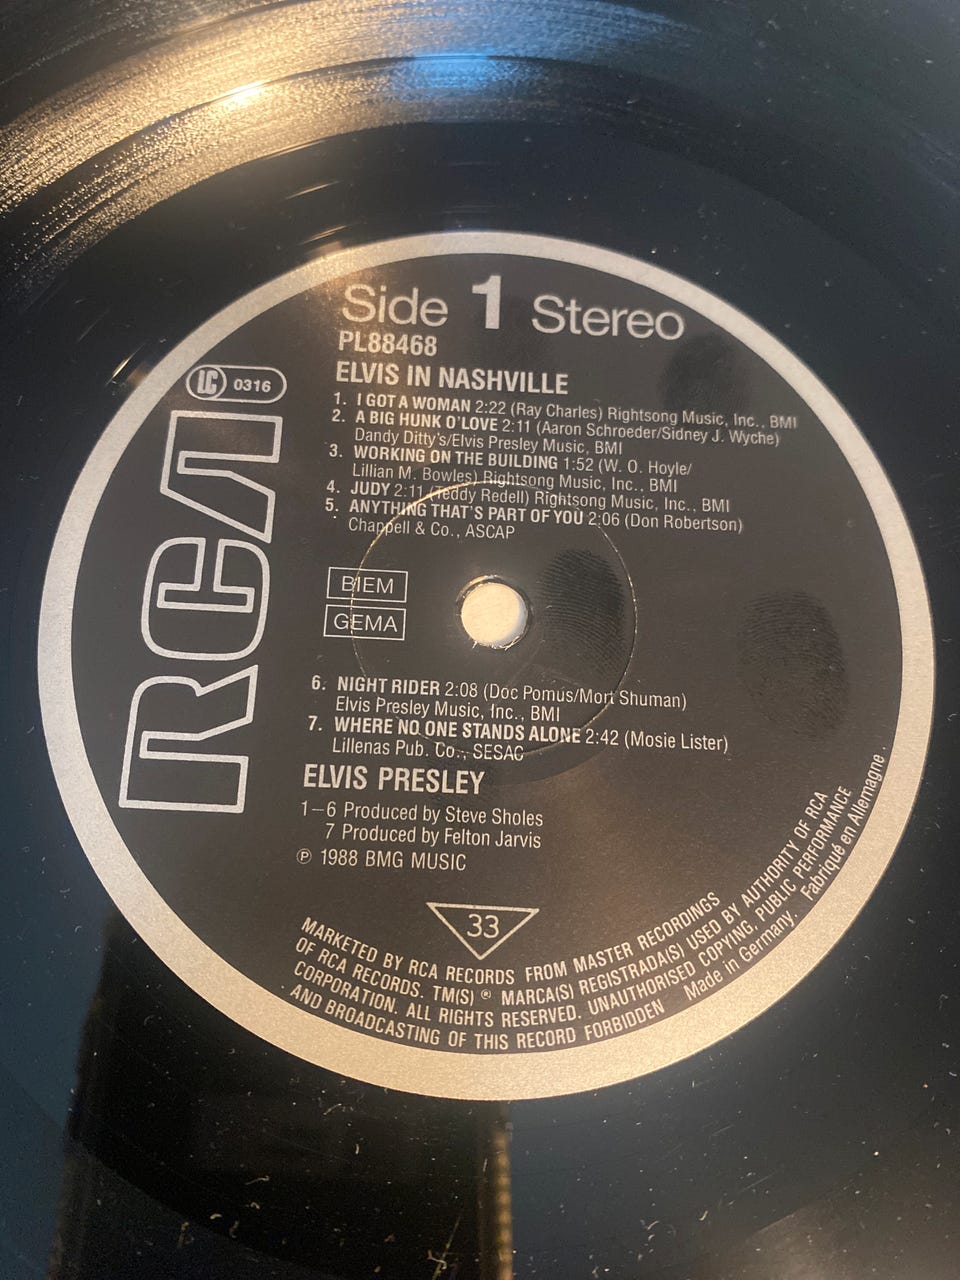 Side 1 Stereo
PL88468
ELVIS IN NASHVILLE
LC 0316
RCA
1. I GOT A WOMAN 2:22 (Ray Charles) Rightsong Music, Inc., BMI
2. A BIG HUNK O'LOVE 2:11 (Aaron Schroeder/Sidney J. Wyche)
Dandy Ditty's/Elvis Presley Music, BMI
3. WORKING ON THE BUILDING 1:52 (W. O. Hoyle/
Lillian M. Bowles) Rightsong Music, Inc., BMI
4. JUDY 2:11 (Teddy Redell) Rightsong Music, Inc., BMI
5. ANYTHING THAT'S PART OF YOU 2:06 (Don Robertson)
Chappell & Co., ASCAP
BIEM
GEMA
6. NIGHT RIDER 2:08 (Doc Pomus/Mort Shuman)
Elvis Presley Music, Inc., BMI
7. WHERE NO ONE STANDS ALONE 2:42 (Mosie Lister)
Lillenas Pub. Co., SESAC
ELVIS PRESLEY
1–6 Produced by Steve Sholes
7 Produced by Felton Jarvis
℗ 1988 BMG MUSIC
33
MARKETED BY RCA RECORDS FROM MASTER RECORDINGS
OF RCA RECORDS. TM(S) ® MARCA(S) REGISTRADA(S) USED BY AUTHORITY OF RCA
CORPORATION. ALL RIGHTS RESERVED. UNAUTHORISED COPYING, PUBLIC PERFORMANCE
AND BROADCASTING OF THIS RECORD FORBIDDEN Made in Germany. Fabriqué en Allemagne.